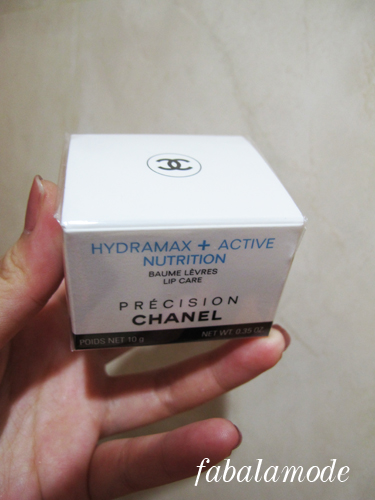 HYDRAMAX + ACTIVE
NUTRITION
BAUME LÈVRES
LIP CARE
PRÉCISION
CHANEL
POIDS NET 10 g NET WT. 0.35 OZ.
fabalamode